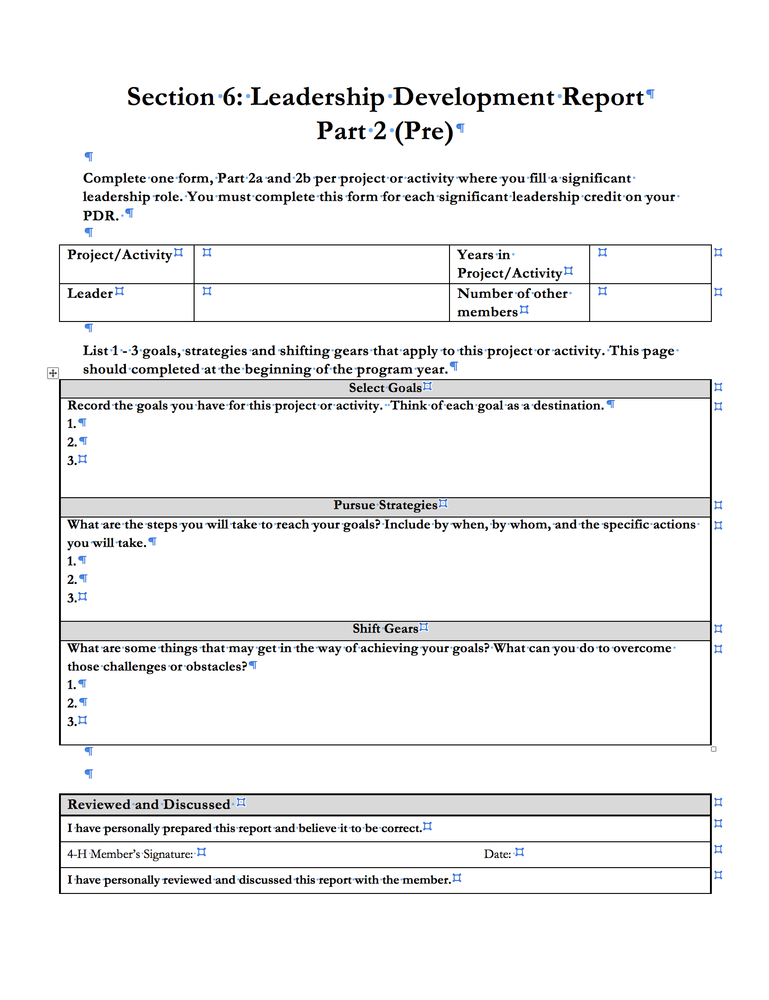 Section 6: Leadership Development Report
Part 2 (Pre)
Complete one form, Part 2a and 2b per project or activity where you fill a significant
leadership role. You must complete this form for each significant leadership credit on your
PDR.
Project/Activity
Years in
Project/Activity
Leader
Number of other
members
List 1 - 3 goals, strategies and shifting gears that apply to this project or activity. This page
should completed at the beginning of the program year.
Select Goals
Record the goals you have for this project or activity.  Think of each goal as a destination.
1.
2.
3.
Pursue Strategies
What are the steps you will take to reach your goals? Include by when, by whom, and the specific actions
you will take.
1.
2.
3.
Shift Gears
What are some things that may get in the way of achieving your goals? What can you do to overcome
those challenges or obstacles?
1.
2.
3.
Reviewed and Discussed
I have personally prepared this report and believe it to be correct.
4-H Member’s Signature: Date:
I have personally reviewed and discussed this report with the member.